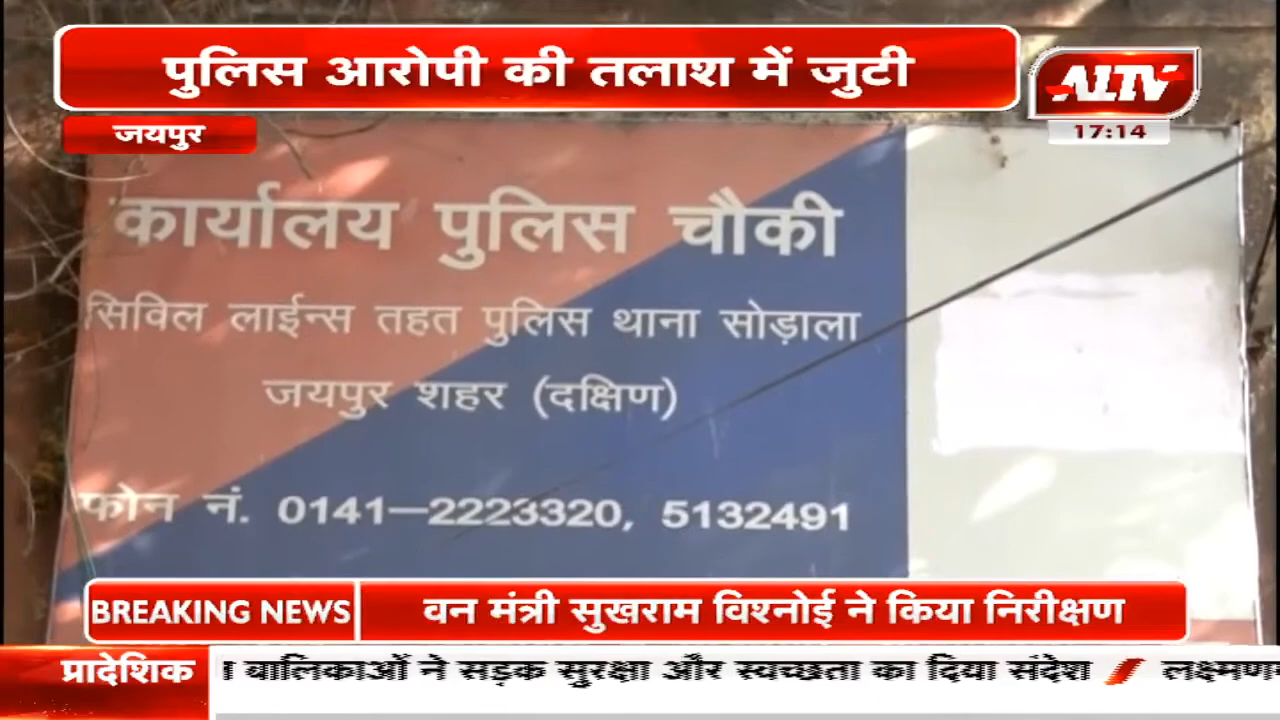 पुलिस आरोपी की तलाश में जुटी
ALTV
17:14
जयपुर
कार्यालय पुलिस चौकी
सिविल लाईन्स तहत पुलिस थाना सोड़ाला
जयपुर शहर (दक्षिण)
फोन नं. 0141–2223320, 5132491
BREAKING NEWS
वन मंत्री सुखराम विश्नोई ने किया निरीक्षण
प्रादेशिक
बालिकाओं ने सड़क सुरक्षा और स्वच्छता का दिया संदेश